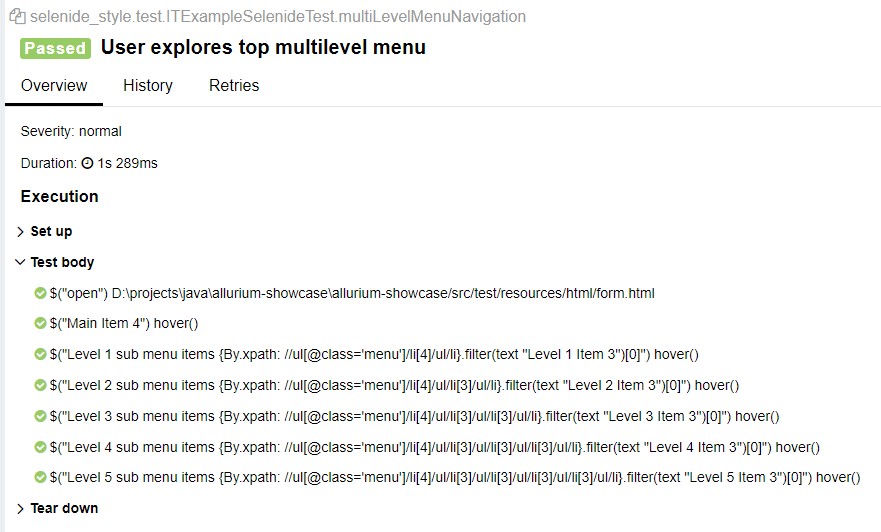 selenide_style.test.ITExampleSelenideTest.multiLevelMenuNavigation
Passed User explores top multilevel menu
Overview History Retries
Severity: normal
Duration: 1s 289ms
Execution
Set up
Test body
$("open") D:\projects\java\allurium-showcase\allurium-showcase/src/test/resources/html/form.html
$("Main Item 4") hover()
$("Level 1 sub menu items {By.xpath: //ul[@class='menu']/li[4]/ul/li}.filter(text "Level 1 Item 3")[0]") hover()
$("Level 2 sub menu items {By.xpath: //ul[@class='menu']/li[4]/ul/li[3]/ul/li}.filter(text "Level 2 Item 3")[0]") hover()
$("Level 3 sub menu items {By.xpath: //ul[@class='menu']/li[4]/ul/li[3]/ul/li[3]/ul/li}.filter(text "Level 3 Item 3")[0]") hover()
$("Level 4 sub menu items {By.xpath: //ul[@class='menu']/li[4]/ul/li[3]/ul/li[3]/ul/li[3]/ul/li}.filter(text "Level 4 Item 3")[0]") hover()
$("Level 5 sub menu items {By.xpath: //ul[@class='menu']/li[4]/ul/li[3]/ul/li[3]/ul/li[3]/ul/li[3]/ul/li}.filter(text "Level 5 Item 3")[0]") hover()
Tear down